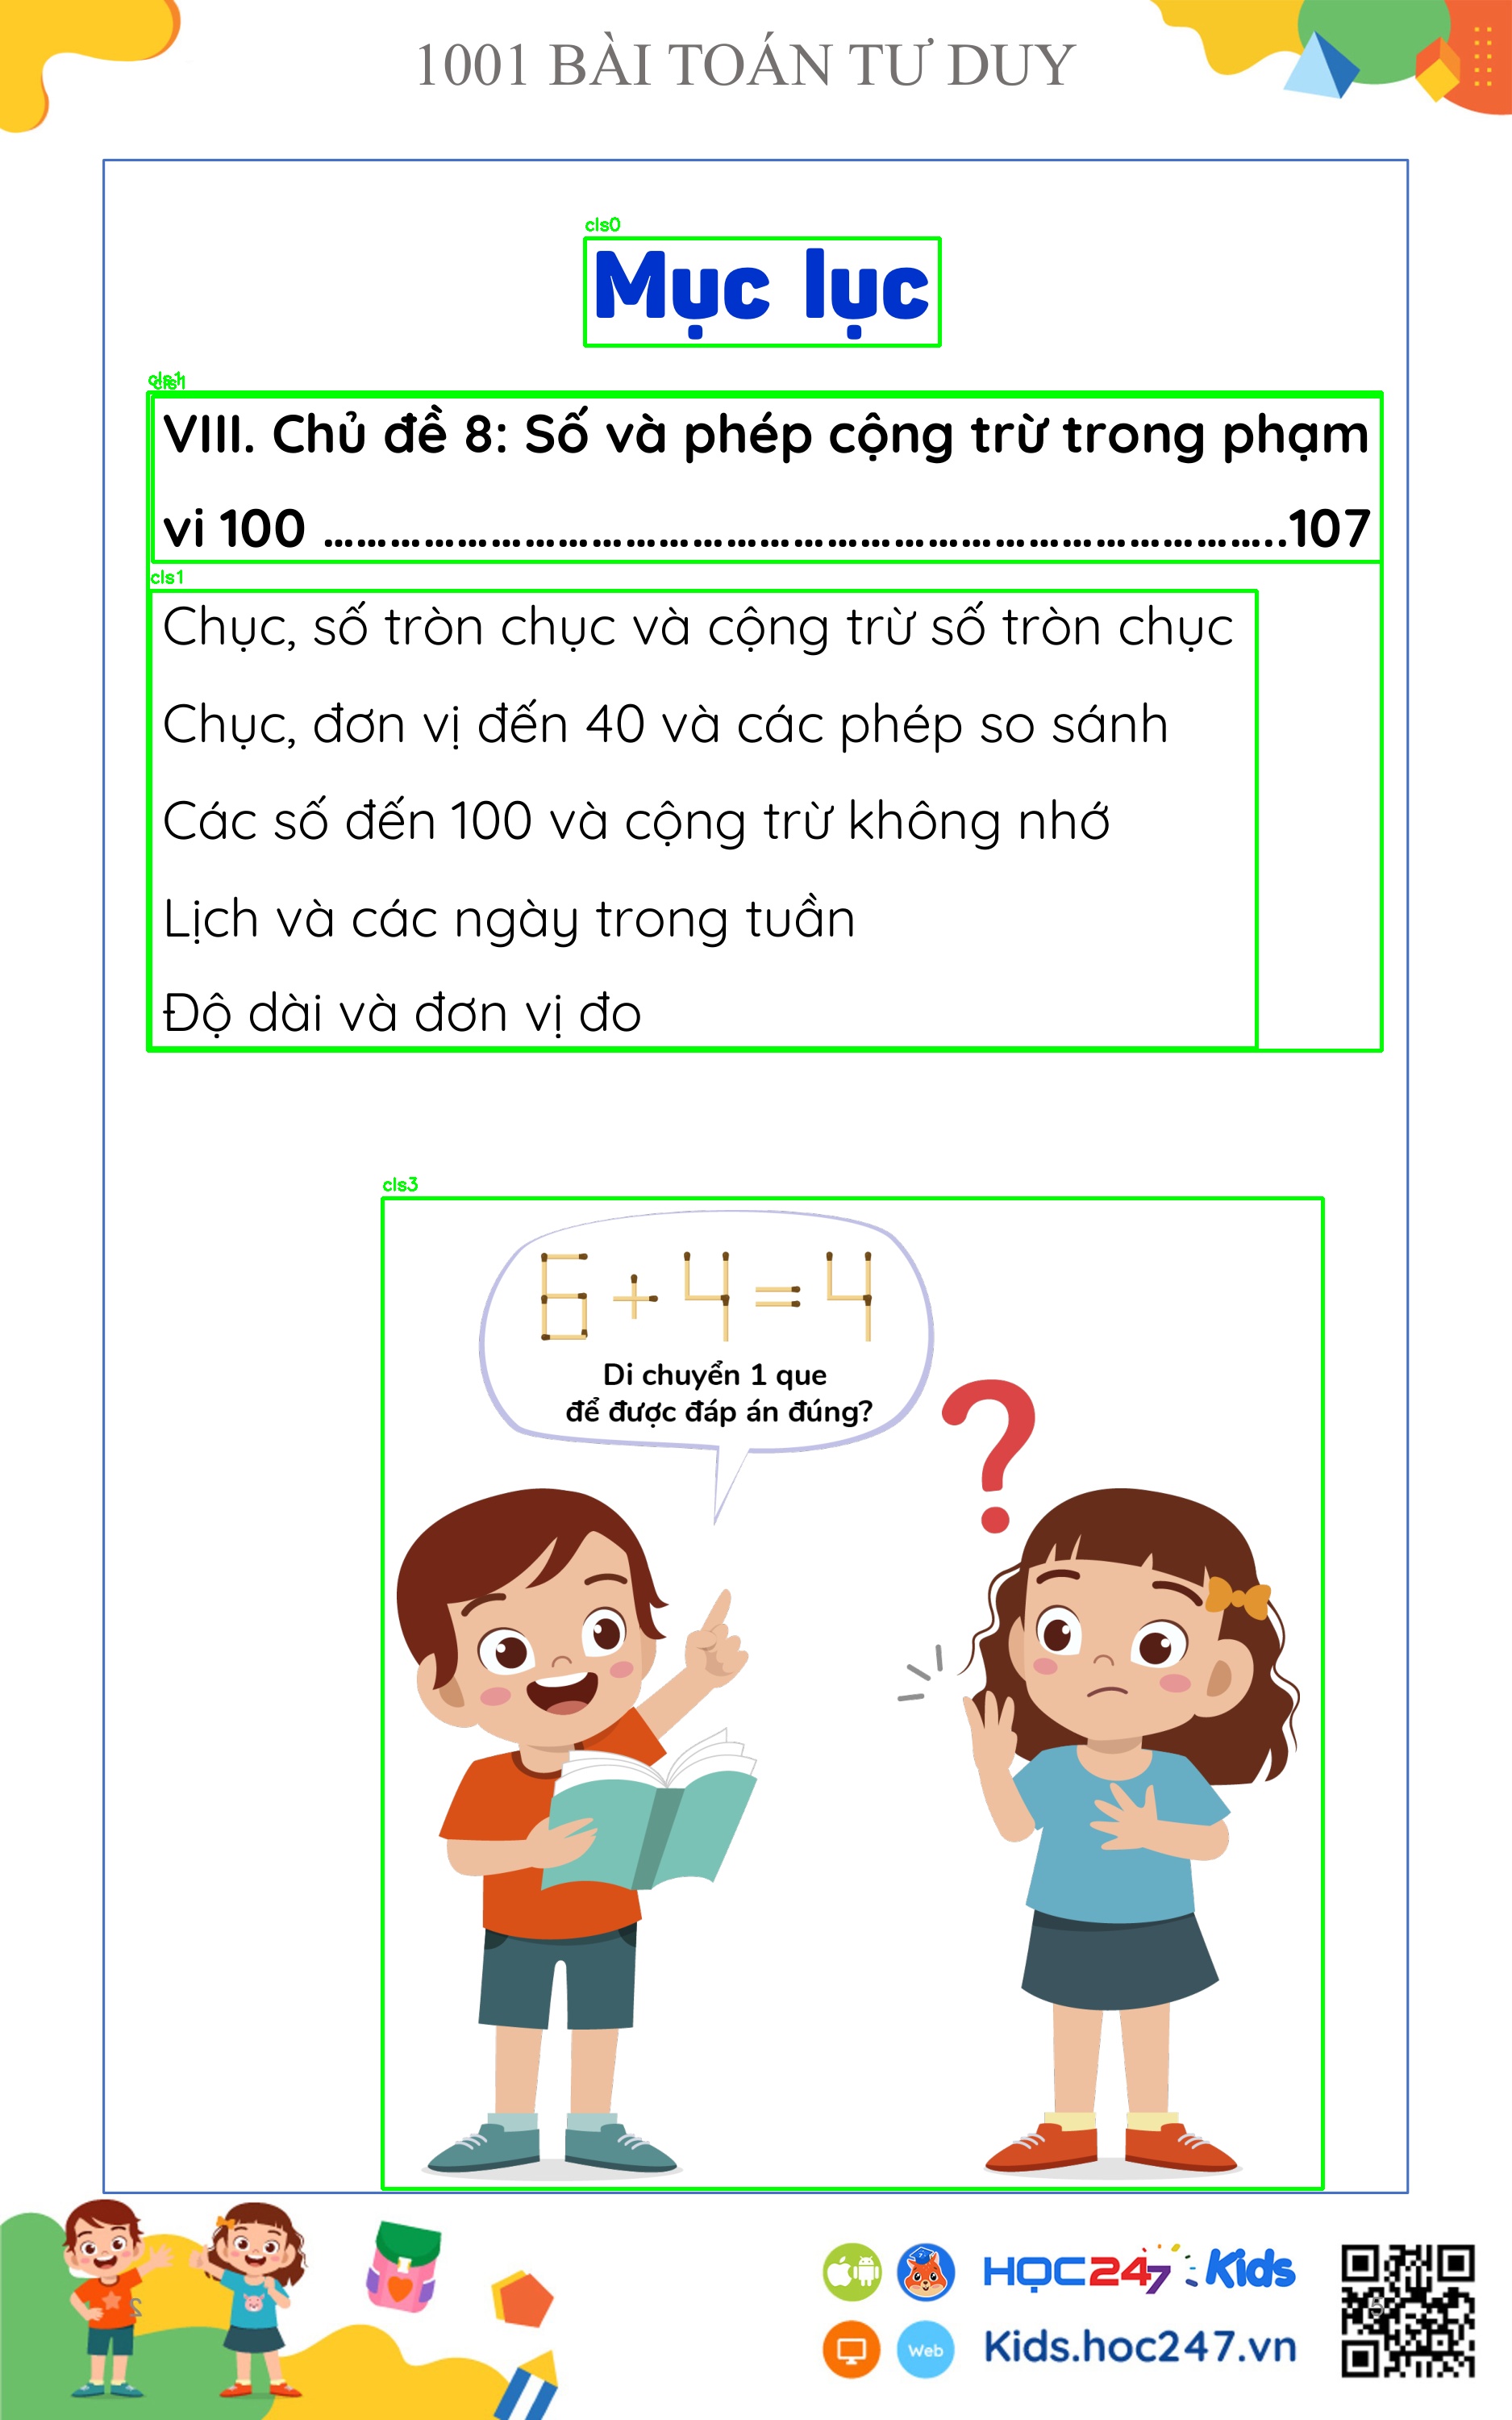 1001 BÀI TOÁN TƯ DUY
cls0
Mục lục
cls1
cls1
VIII. Chủ đề 8: Số và phép cộng trừ trong phạm
vi 100 ……………………………………………………………………………..107
cls1
Chục, số tròn chục và cộng trừ số tròn chục
Chục, đơn vị đến 40 và các phép so sánh
Các số đến 100 và cộng trừ không nhớ
Lịch và các ngày trong tuần
Độ dài và đơn vị đo
cls3
6+4=4
Di chuyển 1 que
để được đáp án đúng?
?
HỌC247 Kids
Web
Kids.hoc247.vn
2
5